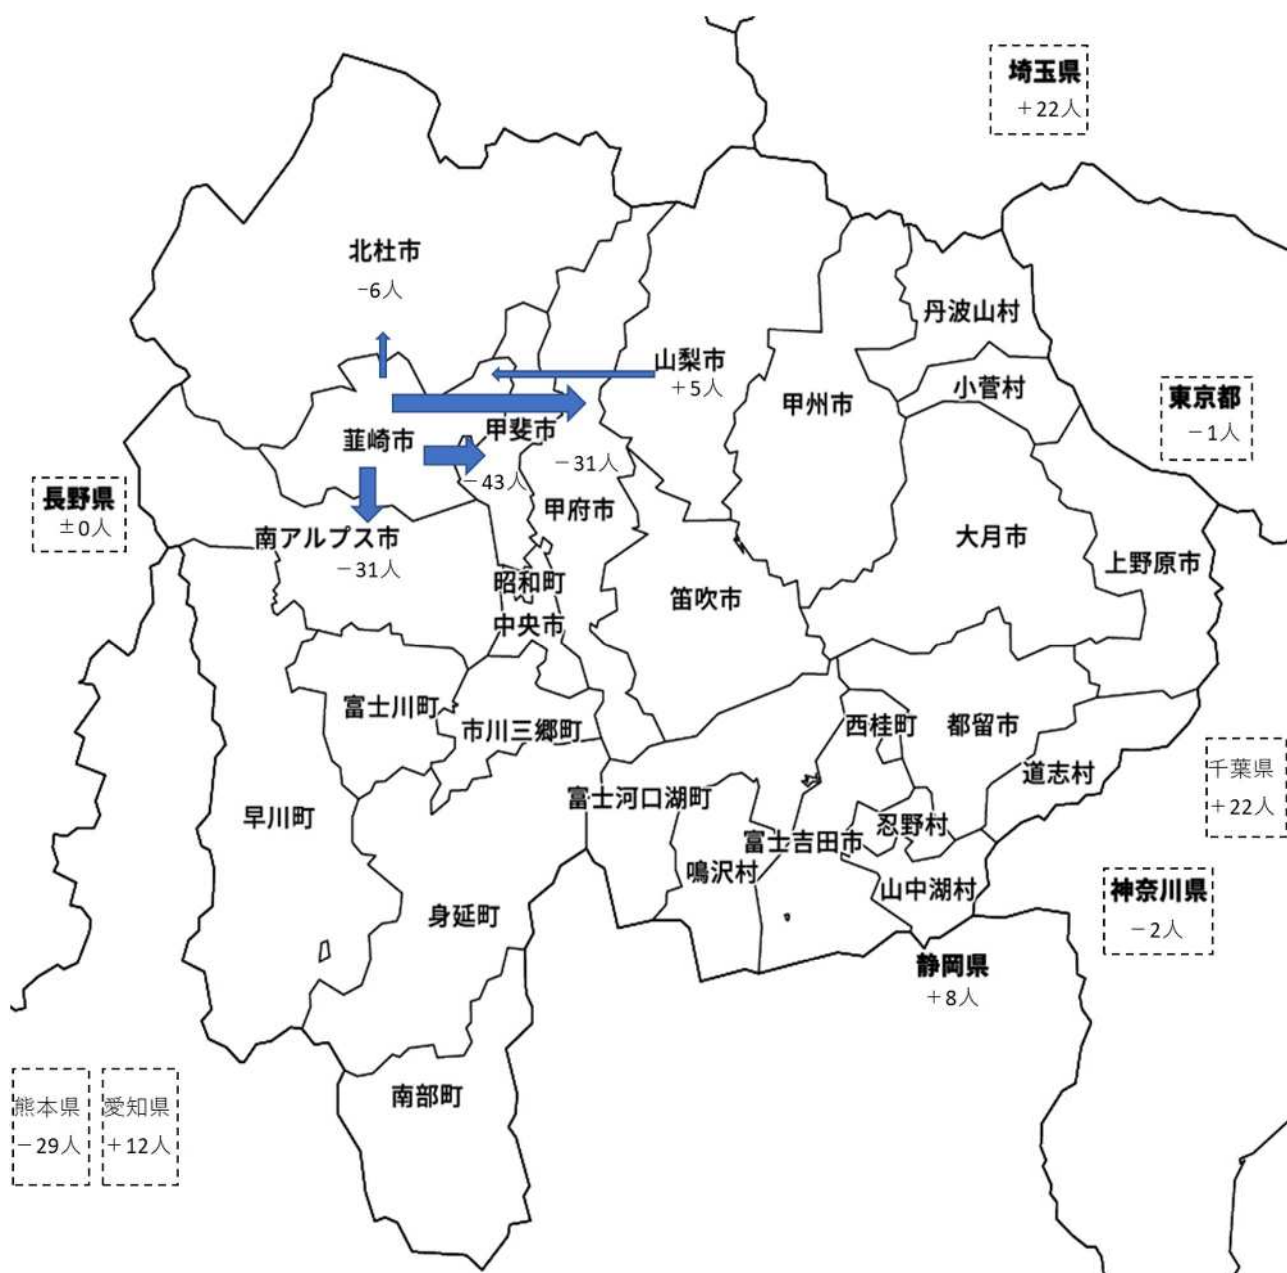 埼玉県
＋22人
北杜市
−6人
丹波山村
山梨市
＋5人
小菅村
東京都
−1人
甲州市
韮崎市
甲斐市
−43人
−31人
長野県
±0人
甲府市
南アルプス市
−31人
大月市
上野原市
昭和町
笛吹市
中央市
富士川町
市川三郷町
西桂町
都留市
道志村
千葉県
＋22人
富士河口湖町
早川町
忍野村
富士吉田市
鳴沢村
山中湖村
神奈川県
−2人
身延町
静岡県
＋8人
南部町
熊本県
−29人
愛知県
＋12人